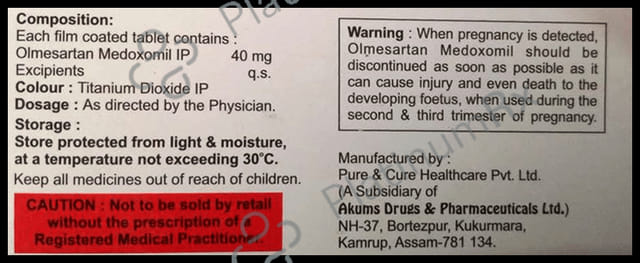 Composition:
Each film coated tablet contains :
Olmesartan Medoxomil IP 40 mg
Excipients q.s.
Colour : Titanium Dioxide IP
Dosage : As directed by the Physician.
Storage :
Store protected from light & moisture,
at a temperature not exceeding 30°C.
Keep all medicines out of reach of children.
CAUTION : Not to be sold by retail
without the prescription of a
Registered Medical Practitioner.
Warning : When pregnancy is detected,
Olmesartan Medoxomil should be
discontinued as soon as possible as it
can cause injury and even death to the
developing foetus, when used during the
second & third trimester of pregnancy.
Manufactured by :
Pure & Cure Healthcare Pvt. Ltd.
(A Subsidiary of
Akums Drugs & Pharmaceuticals Ltd.)
NH-37, Bortezpur, Kukurmara,
Kamrup, Assam-781 134.
PlatinumRx